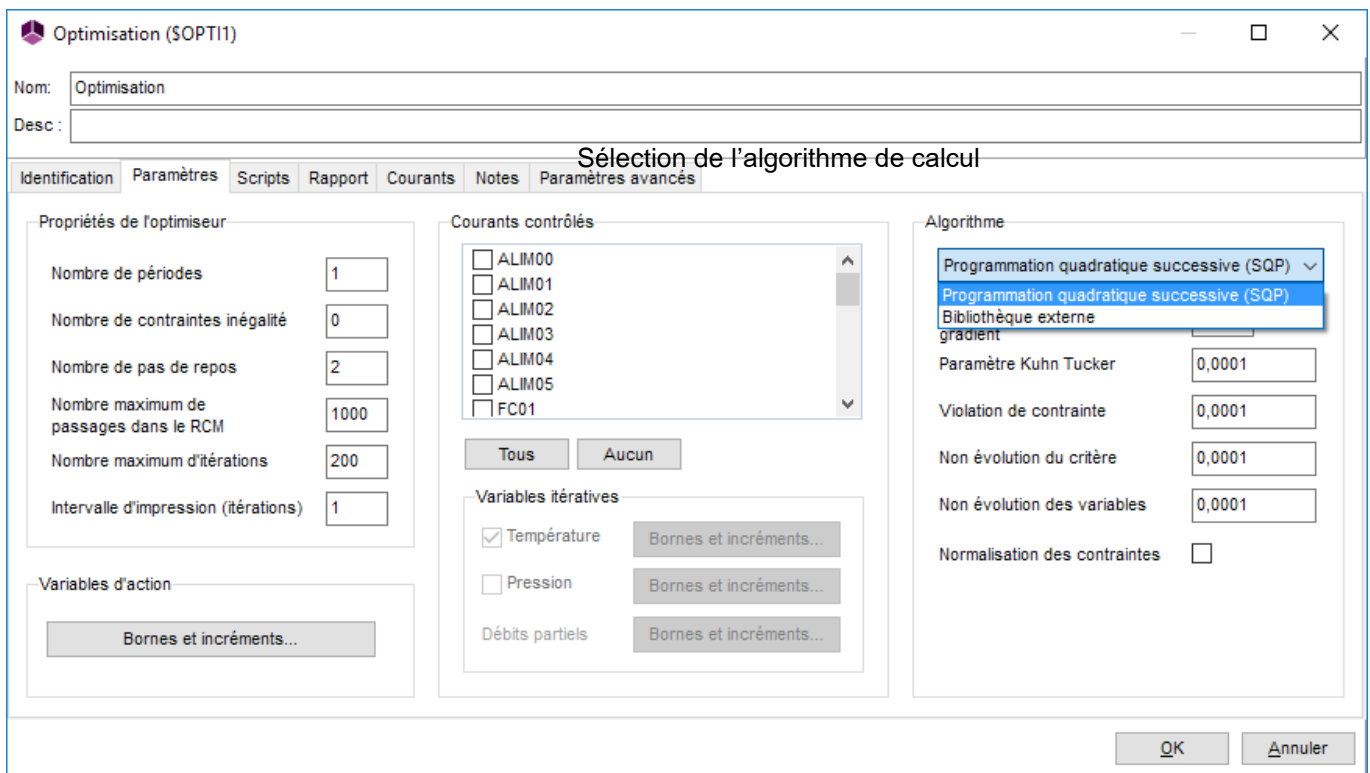 Optimisation ($OPTI1)
Nom: Optimisation
Desc :
Sélection de l’algorithme de calcul
Identification Paramètres Scripts Rapport Courants Notes Paramètres avancés
Propriétés de l'optimiseur
Nombre de périodes 1
Nombre de contraintes inégalité 0
Nombre de pas de repos 2
Nombre maximum de
passages dans le RCM 1000
Nombre maximum d'itérations 200
Intervalle d'impression (itérations) 1
Variables d'action
Bornes et incréments...
Courants contrôlés
ALIM00
ALIM01
ALIM02
ALIM03
ALIM04
ALIM05
FC01
Tous Aucun
Variables itératives
Température Bornes et incréments...
Pression Bornes et incréments...
Débits partiels Bornes et incréments...
Algorithme
Programmation quadratique successive (SQP)
Programmation quadratique successive (SQP)
Bibliothèque externe
gradient
Paramètre Kuhn Tucker 0,0001
Violation de contrainte 0,0001
Non évolution du critère 0,0001
Non évolution des variables 0,0001
Normalisation des contraintes
OK Annuler